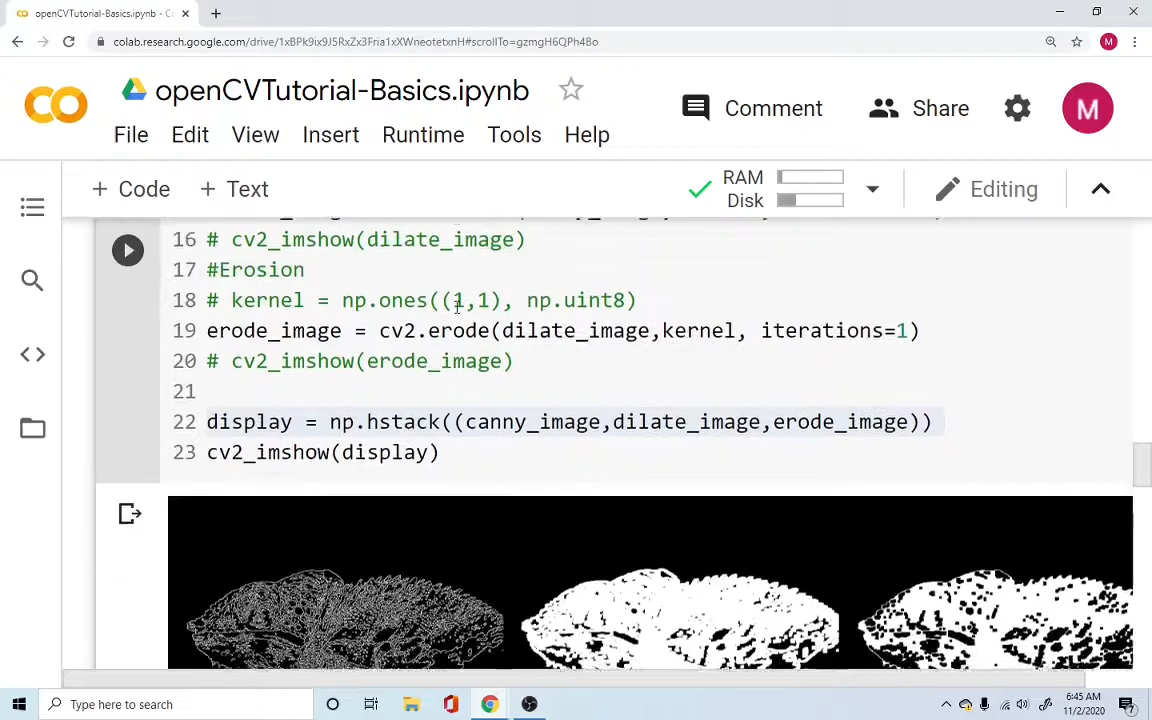 openCVTutorial-Basics.ipynb - C
colab.research.google.com/drive/1xBPk9ix9J5RxZx3Fria1xXWneotetxnH#scrollTo=gzmgH6QPh4Bo
M
openCVTutorial-Basics.ipynb
Comment
Share
M
File Edit View Insert Runtime Tools Help
+ Code + Text
RAM
Disk
Editing
16 # cv2_imshow(dilate_image)
17 #Erosion
18 # kernel = np.ones((1,1), np.uint8)
19 erode_image = cv2.erode(dilate_image,kernel, iterations=1)
20 # cv2_imshow(erode_image)
21
22 display = np.hstack((canny_image,dilate_image,erode_image))
23 cv2_imshow(display)
Type here to search
6:45 AM
11/2/2020
7